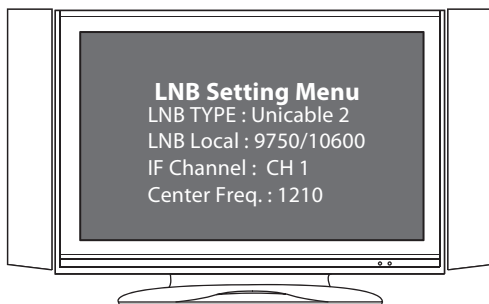 LNB Setting Menu
LNB TYPE : Unicable 2
LNB Local : 9750/10600
IF Channel :  CH 1
Center Freq. : 1210